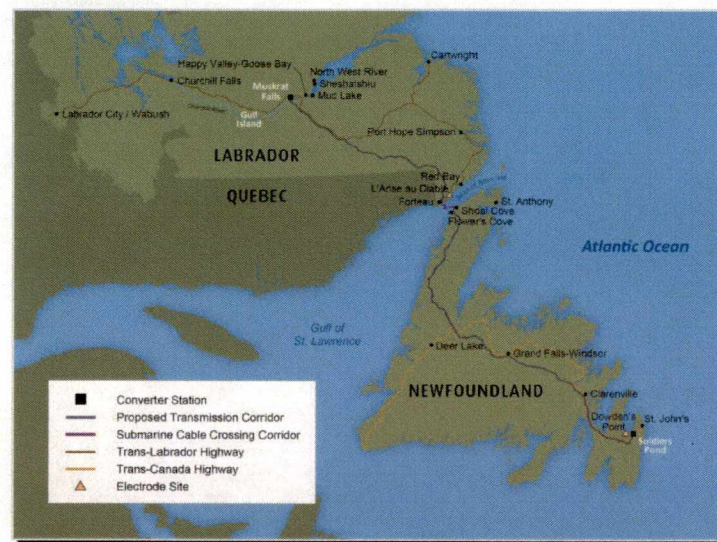 Cartwright
Happy Valley-Goose Bay
North West River
Sheshatshiu
Churchill Falls
Muskrat
Falls
Mud Lake
Gull
Island
Labrador City / Wabush
Port Hope Simpson
LABRADOR
QUEBEC
Red Bay
L'Anse au Diable
Forteau
St. Anthony
Shoal Cove
Flower's Cove
Atlantic Ocean
Gulf of
St. Lawrence
Deer Lake
Grand Falls-Windsor
NEWFOUNDLAND
Clarenville
Dowden's
Point
St. John's
Soldiers
Pond
Converter Station
Proposed Transmission Corridor
Submarine Cable Crossing Corridor
Trans-Labrador Highway
Trans-Canada Highway
Electrode Site